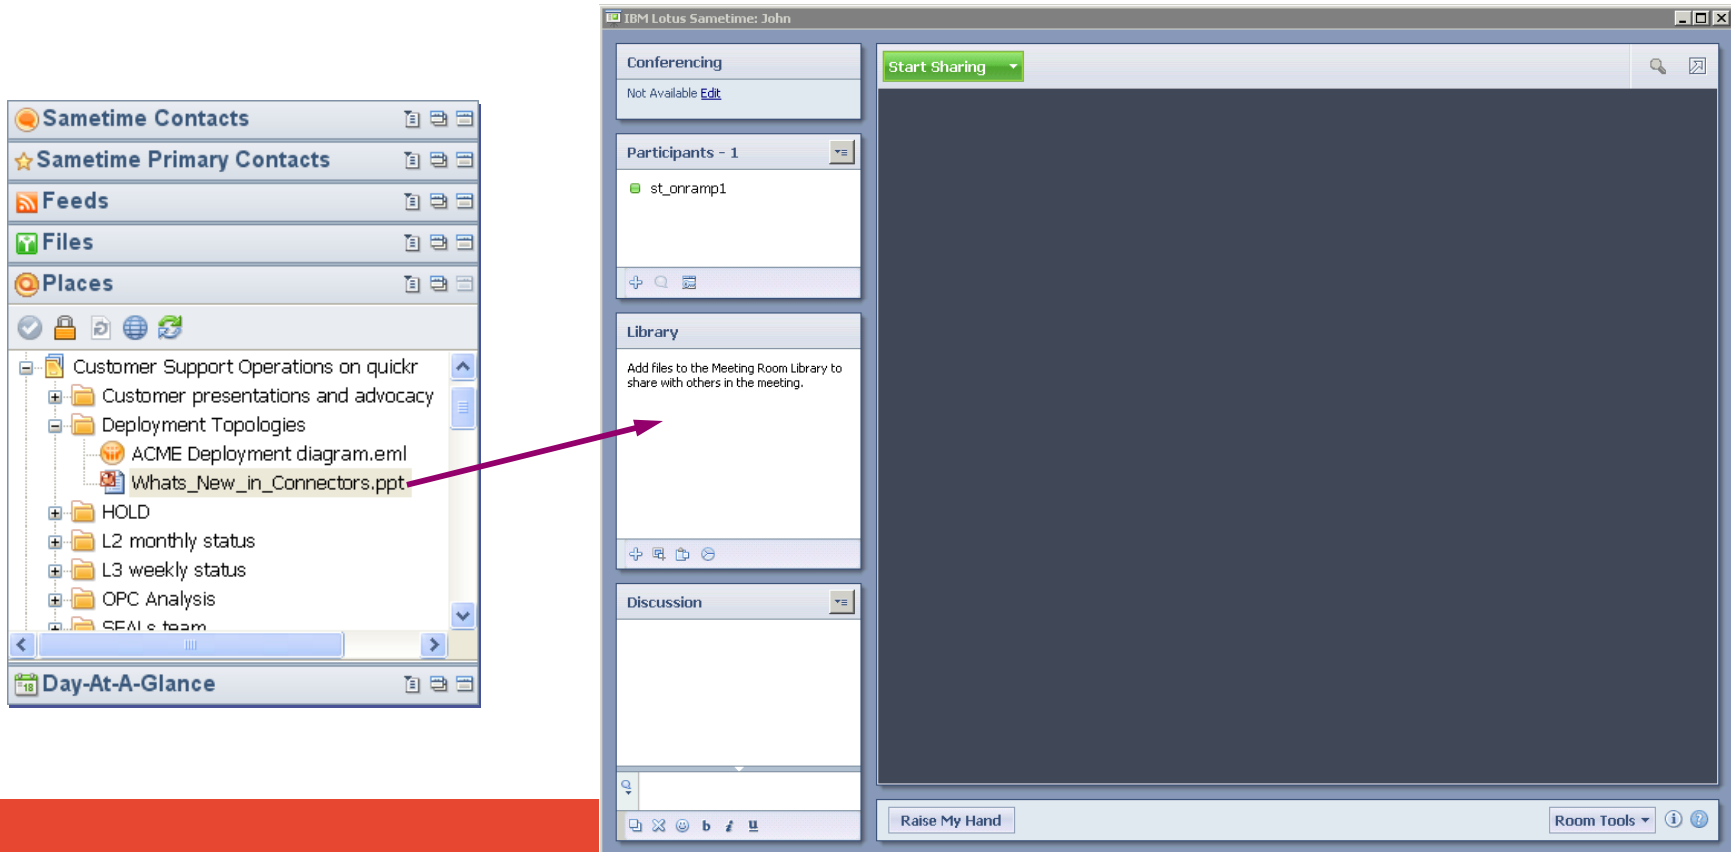 Sametime Contacts
Sametime Primary Contacts
Feeds
Files
Places
Customer Support Operations on quickr
Customer presentations and advocacy
Deployment Topologies
ACME Deployment diagram.eml
Whats_New_in_Connectors.ppt
HOLD
L2 monthly status
L3 weekly status
OPC Analysis
SEALs team
18
Day-At-A-Glance
IBM Lotus Sametime: John
Conferencing
Not Available Edit
Participants - 1
st_onramp1
Library
Add files to the Meeting Room Library to
share with others in the meeting.
Discussion
b i u
Start Sharing
Raise My Hand
Room Tools